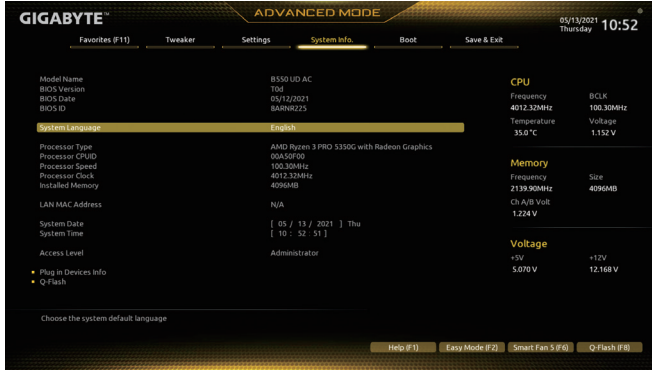 GIGABYTE™
ADVANCED MODE
05/13/2021
Thursday
10:52
Favorites (F11) Tweaker Settings System Info. Boot Save & Exit
Model Name B550 UD AC
BIOS Version T0d
BIOS Date 05/12/2021
BIOS ID 8ARNR225
System Language English
Processor Type AMD Ryzen 3 PRO 5350G with Radeon Graphics
Processor CPUID 00A50F00
Processor Speed 100.30MHz
Processor Clock 4012.32MHz
Installed Memory 4096MB
LAN MAC Address N/A
System Date [ 05 / 13 / 2021 ] Thu
System Time [ 10 : 52 : 51 ]
Access Level Administrator
Plug in Devices Info
Q-Flash
CPU
Frequency BCLK
4012.32MHz 100.30MHz
Temperature Voltage
35.0 °C 1.152 V
Memory
Frequency Size
2139.90MHz 4096MB
Ch A/B Volt
1.224 V
Voltage
+5V +12V
5.070 V 12.168 V
Choose the system default language
Help (F1) Easy Mode (F2) Smart Fan 5 (F6) Q-Flash (F8)